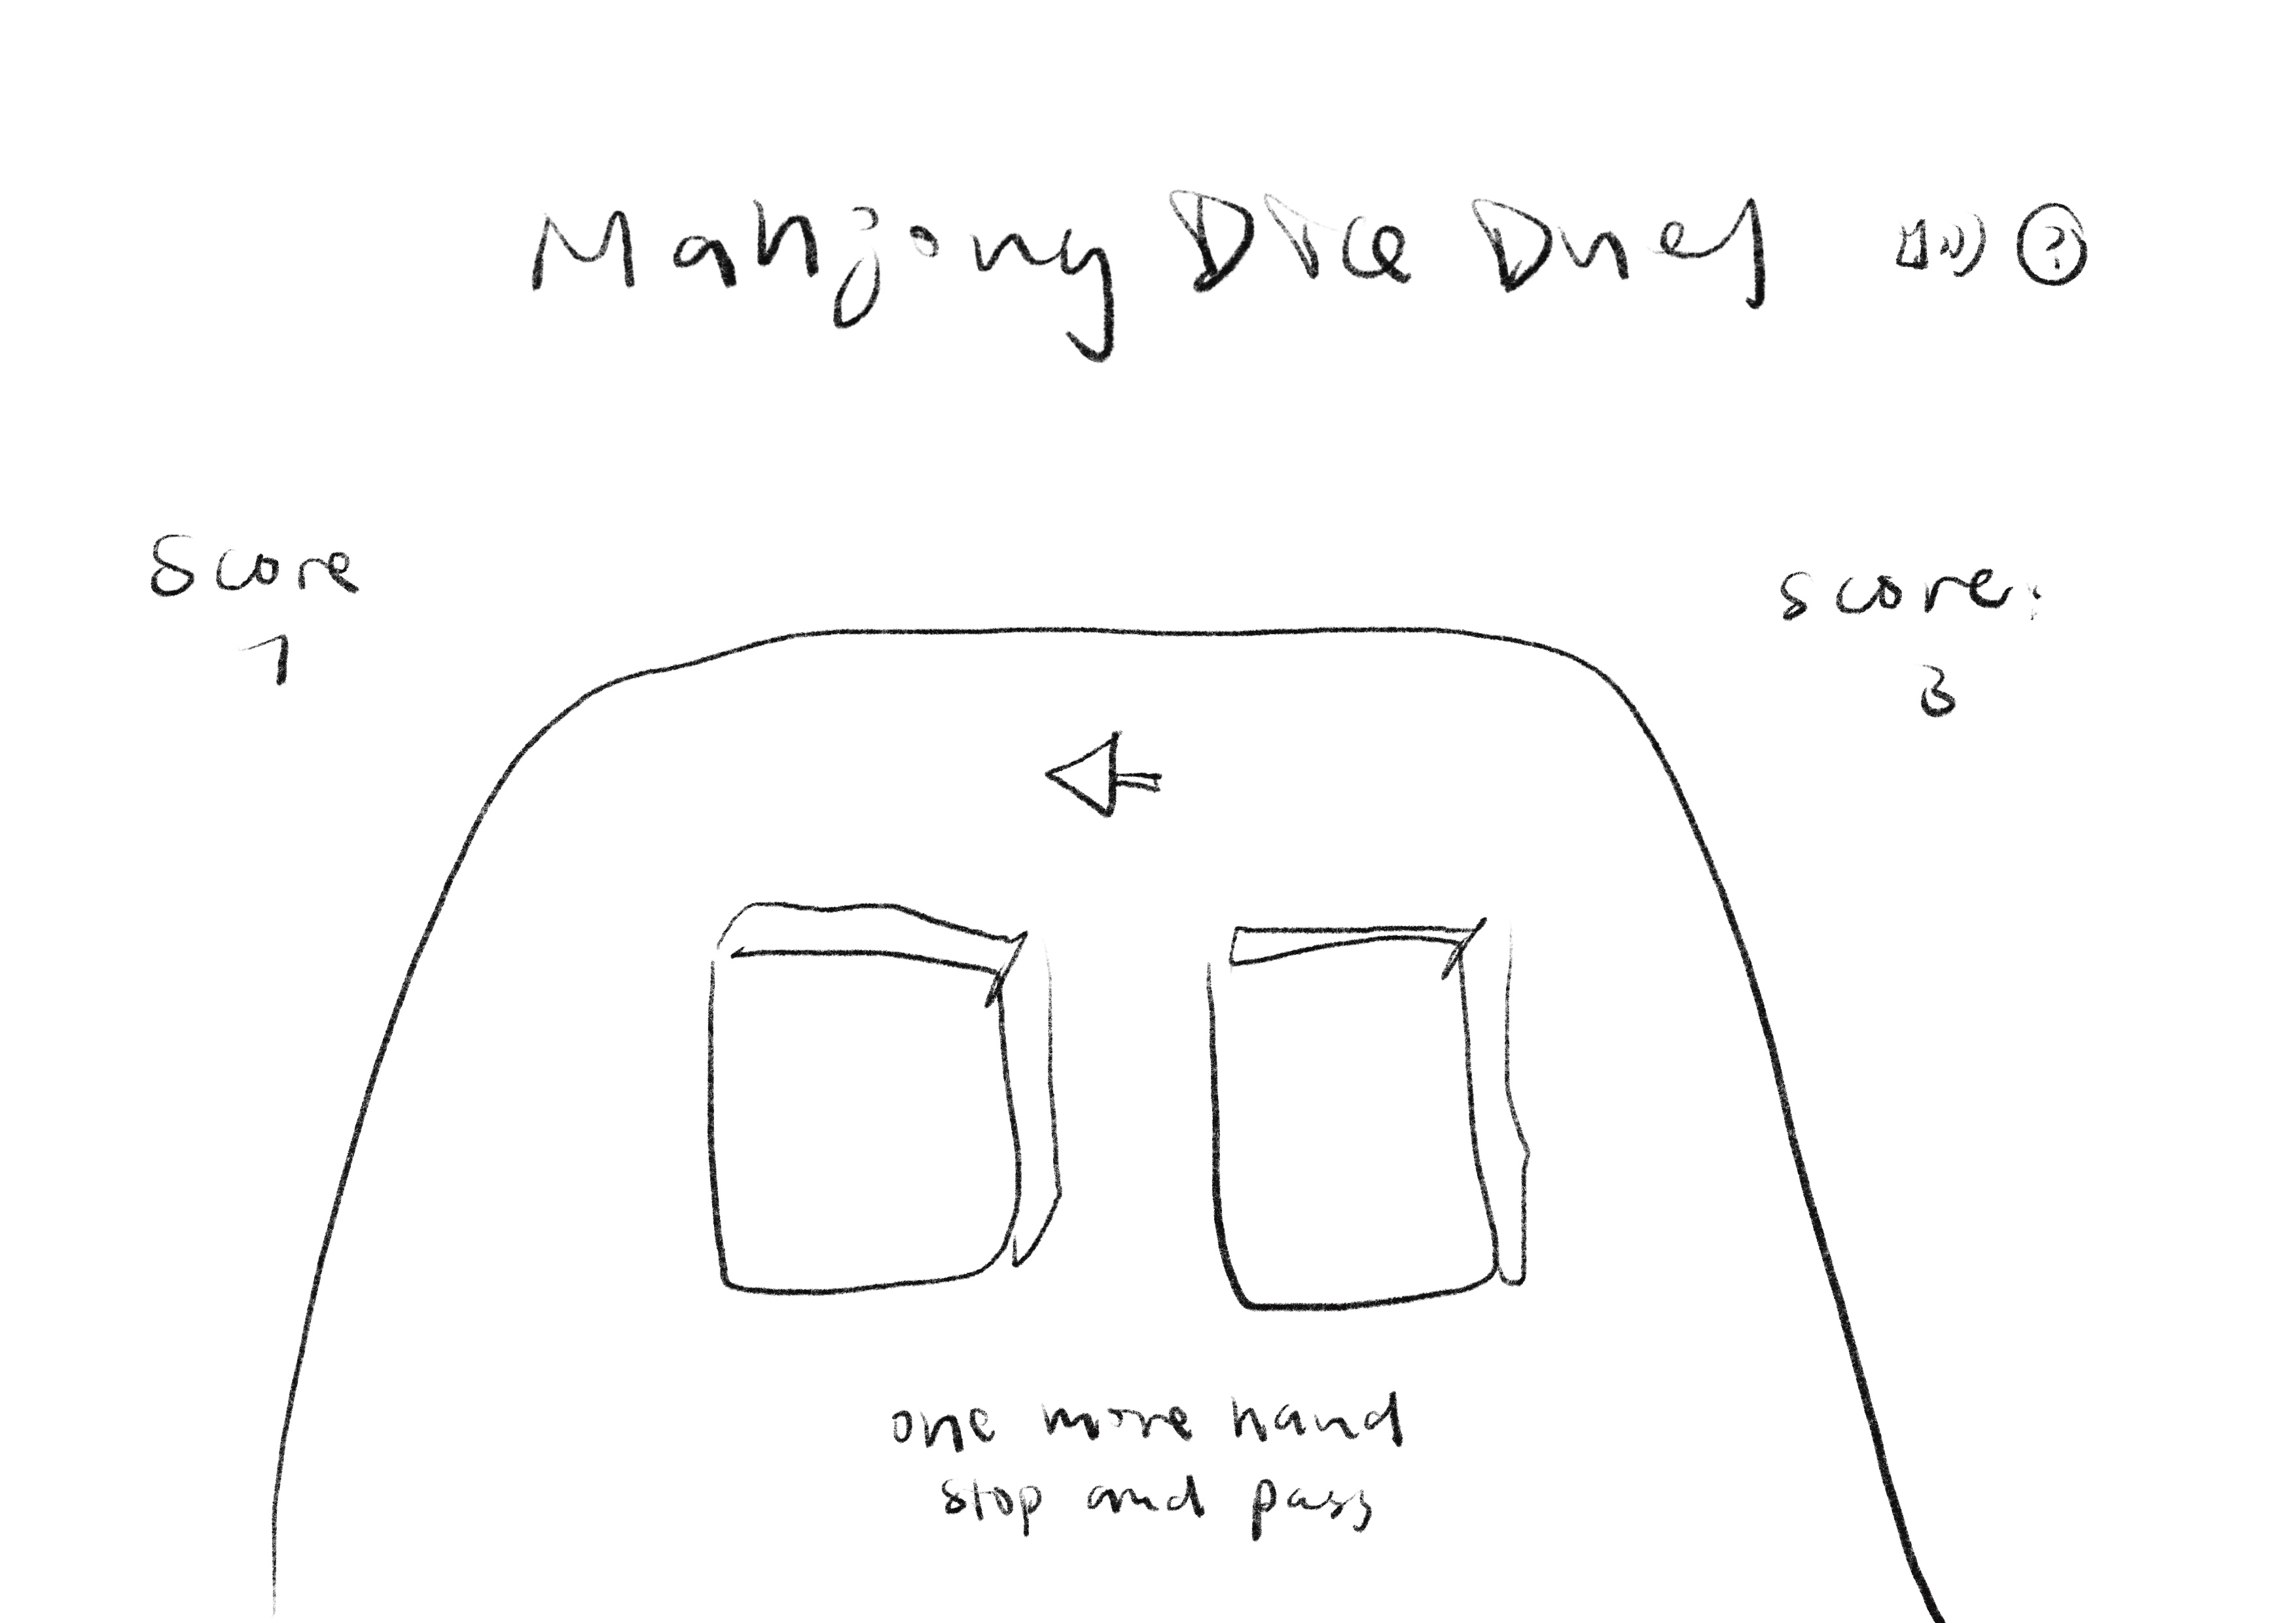 Mahjong Dice Duel ?
Score
1
score:
3
one more hand
stop and pass